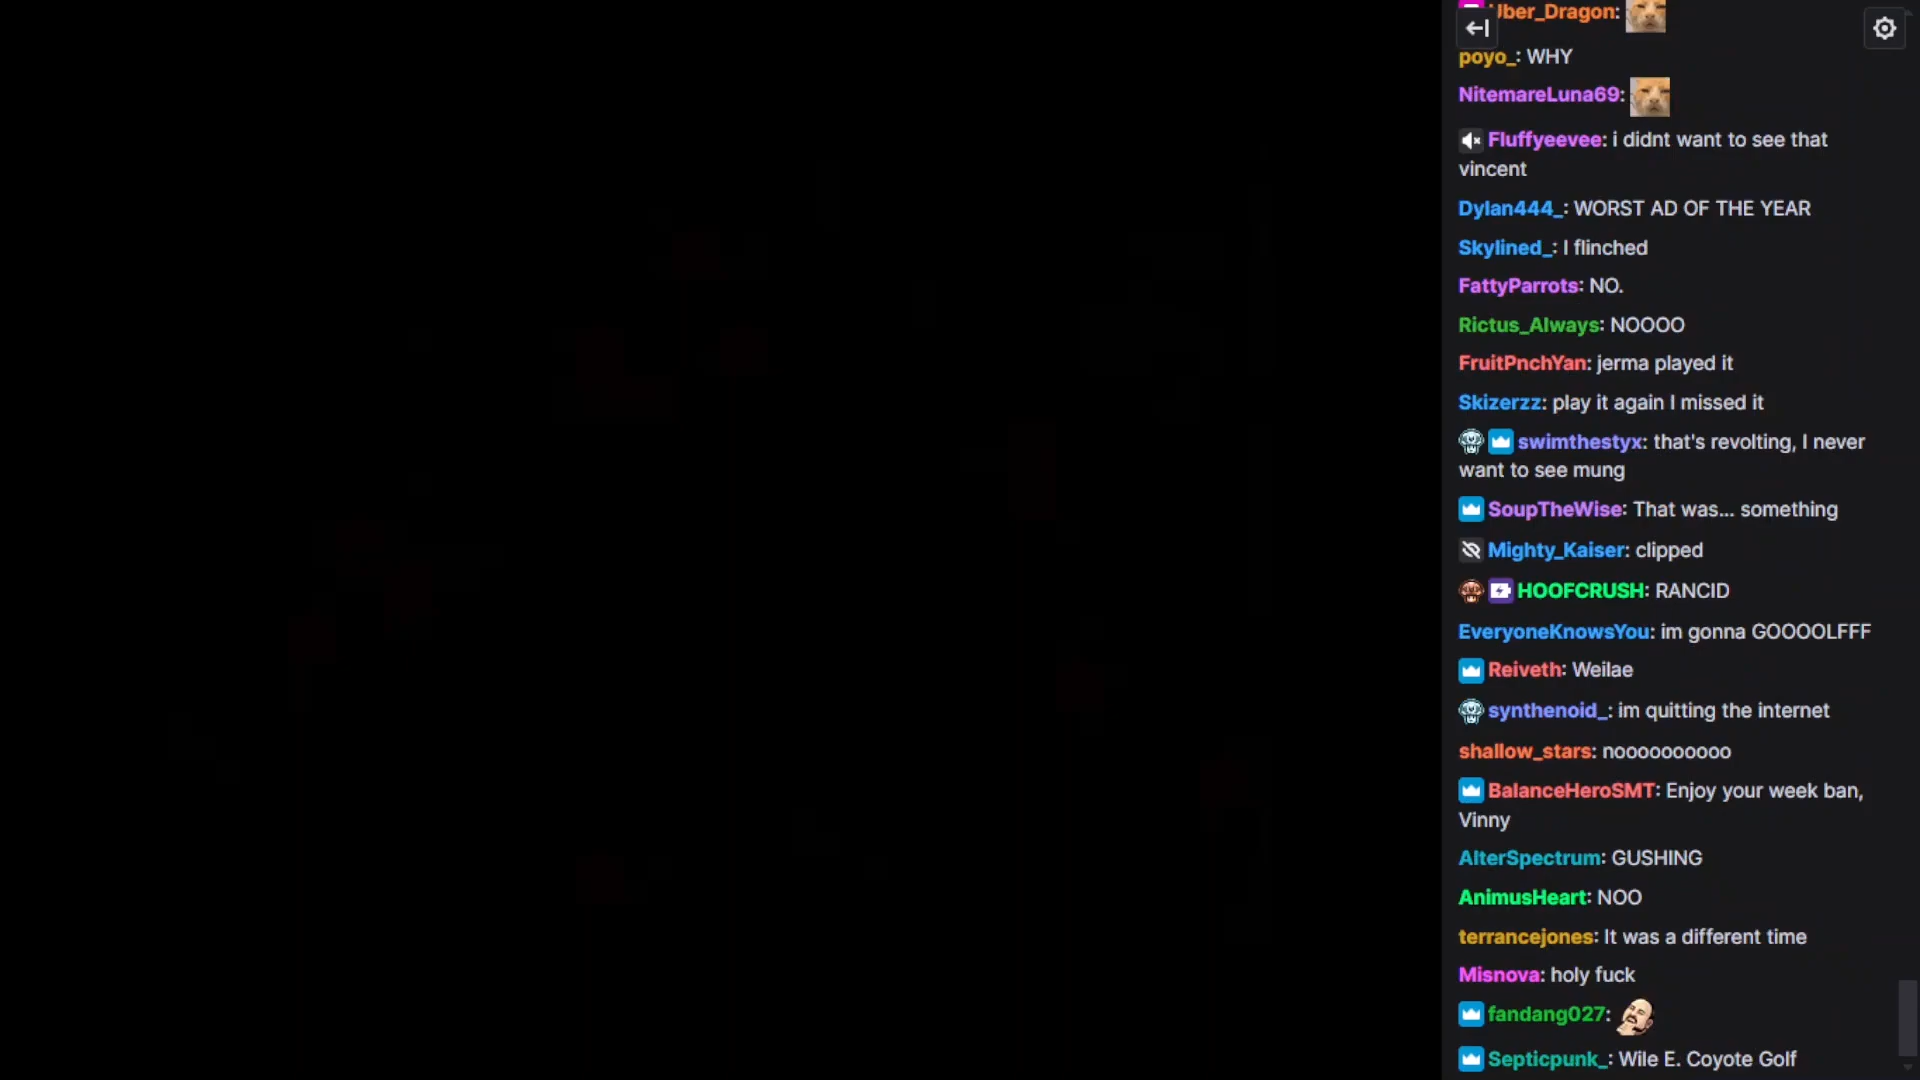 Uber_Dragon:
poyo_: WHY
NitemareLuna69:
Fluffyeevee: i didnt want to see that
vincent
Dylan444_: WORST AD OF THE YEAR
Skylined_: I flinched
FattyParrots: NO.
Rictus_Always: NOOOO
FruitPnchYan: jerma played it
Skizerzz: play it again I missed it
swimthestyx: that's revolting, I never
want to see mung
SoupTheWise: That was... something
Mighty_Kaiser: clipped
HOOFCRUSH: RANCID
EveryoneKnowsYou: im gonna GOOOOLFFF
Reiveth: Weilae
synthenoid_: im quitting the internet
shallow_stars: noooooooooo
BalanceHeroSMT: Enjoy your week ban,
Vinny
AlterSpectrum: GUSHING
AnimusHeart: NOO
terrancejones: It was a different time
Misnova: holy fuck
fandang027:
Septicpunk_: Wile E. Coyote Golf